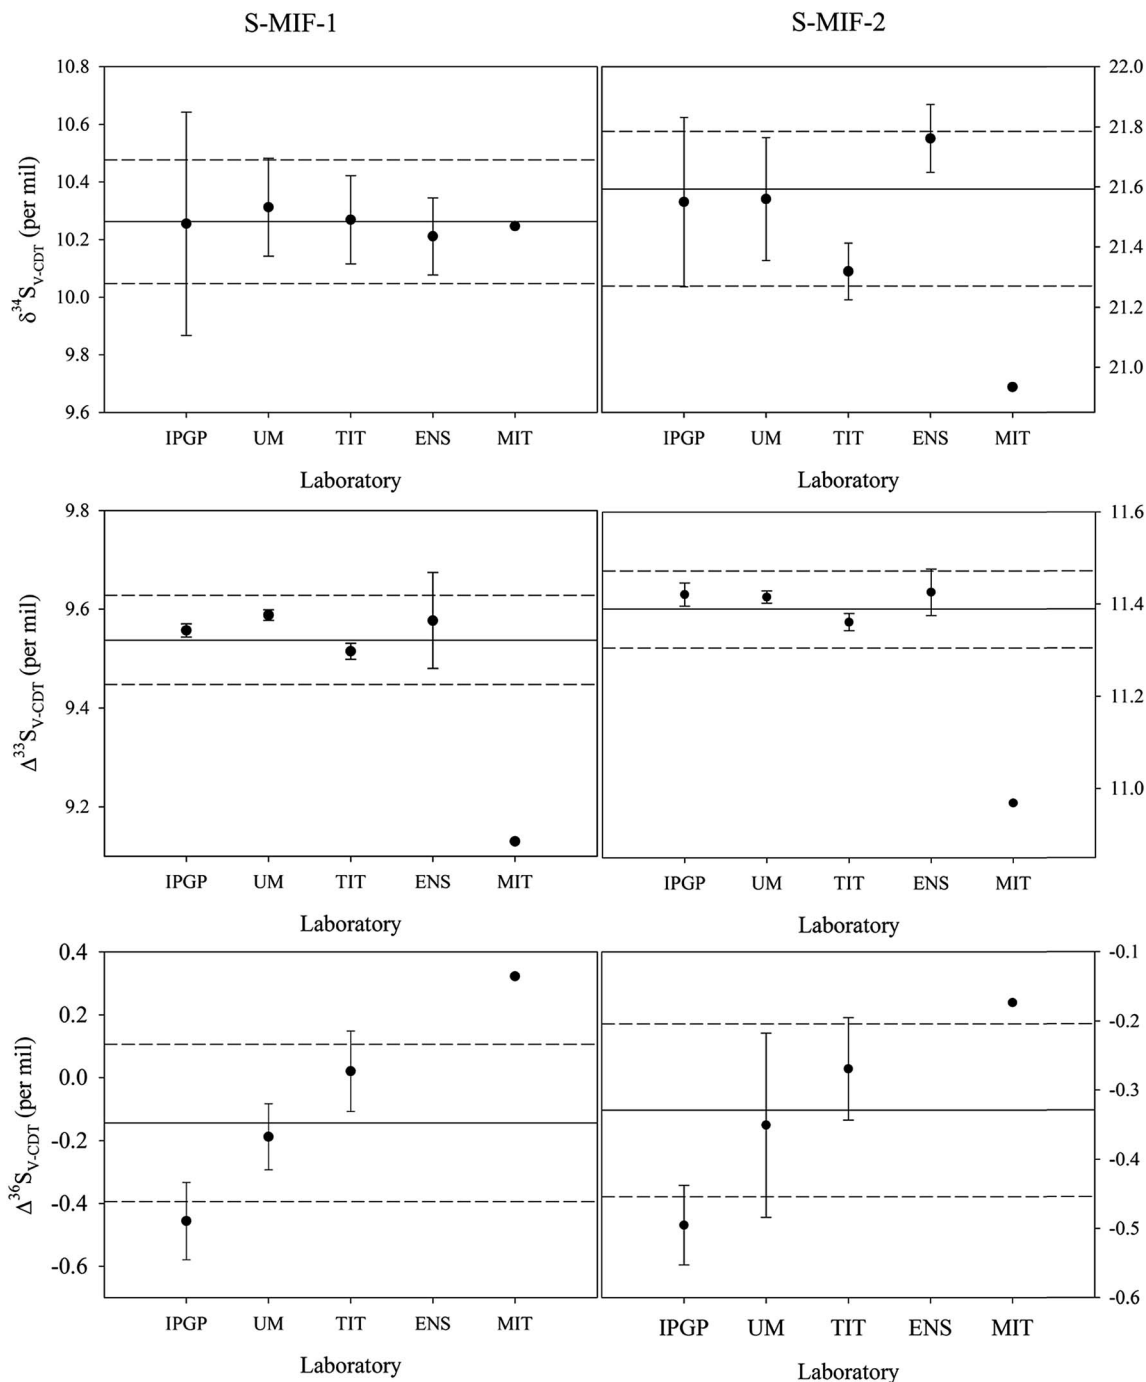 S-MIF-1 S-MIF-2
δ³⁴S_V-CDT (per mil)
10.8
10.6
10.4
10.2
10.0
9.8
9.6
22.0
21.8
21.6
21.4
21.2
21.0
IPGP UM TIT ENS MIT
IPGP UM TIT ENS MIT
Laboratory Laboratory
Δ³³S_V-CDT (per mil)
9.8
9.6
9.4
9.2
11.6
11.4
11.2
11.0
IPGP UM TIT ENS MIT
IPGP UM TIT ENS MIT
Laboratory Laboratory
Δ³⁶S_V-CDT (per mil)
0.4
0.2
0.0
-0.2
-0.4
-0.6
-0.1
-0.2
-0.3
-0.4
-0.5
-0.6
IPGP UM TIT ENS MIT
IPGP UM TIT ENS MIT
Laboratory Laboratory